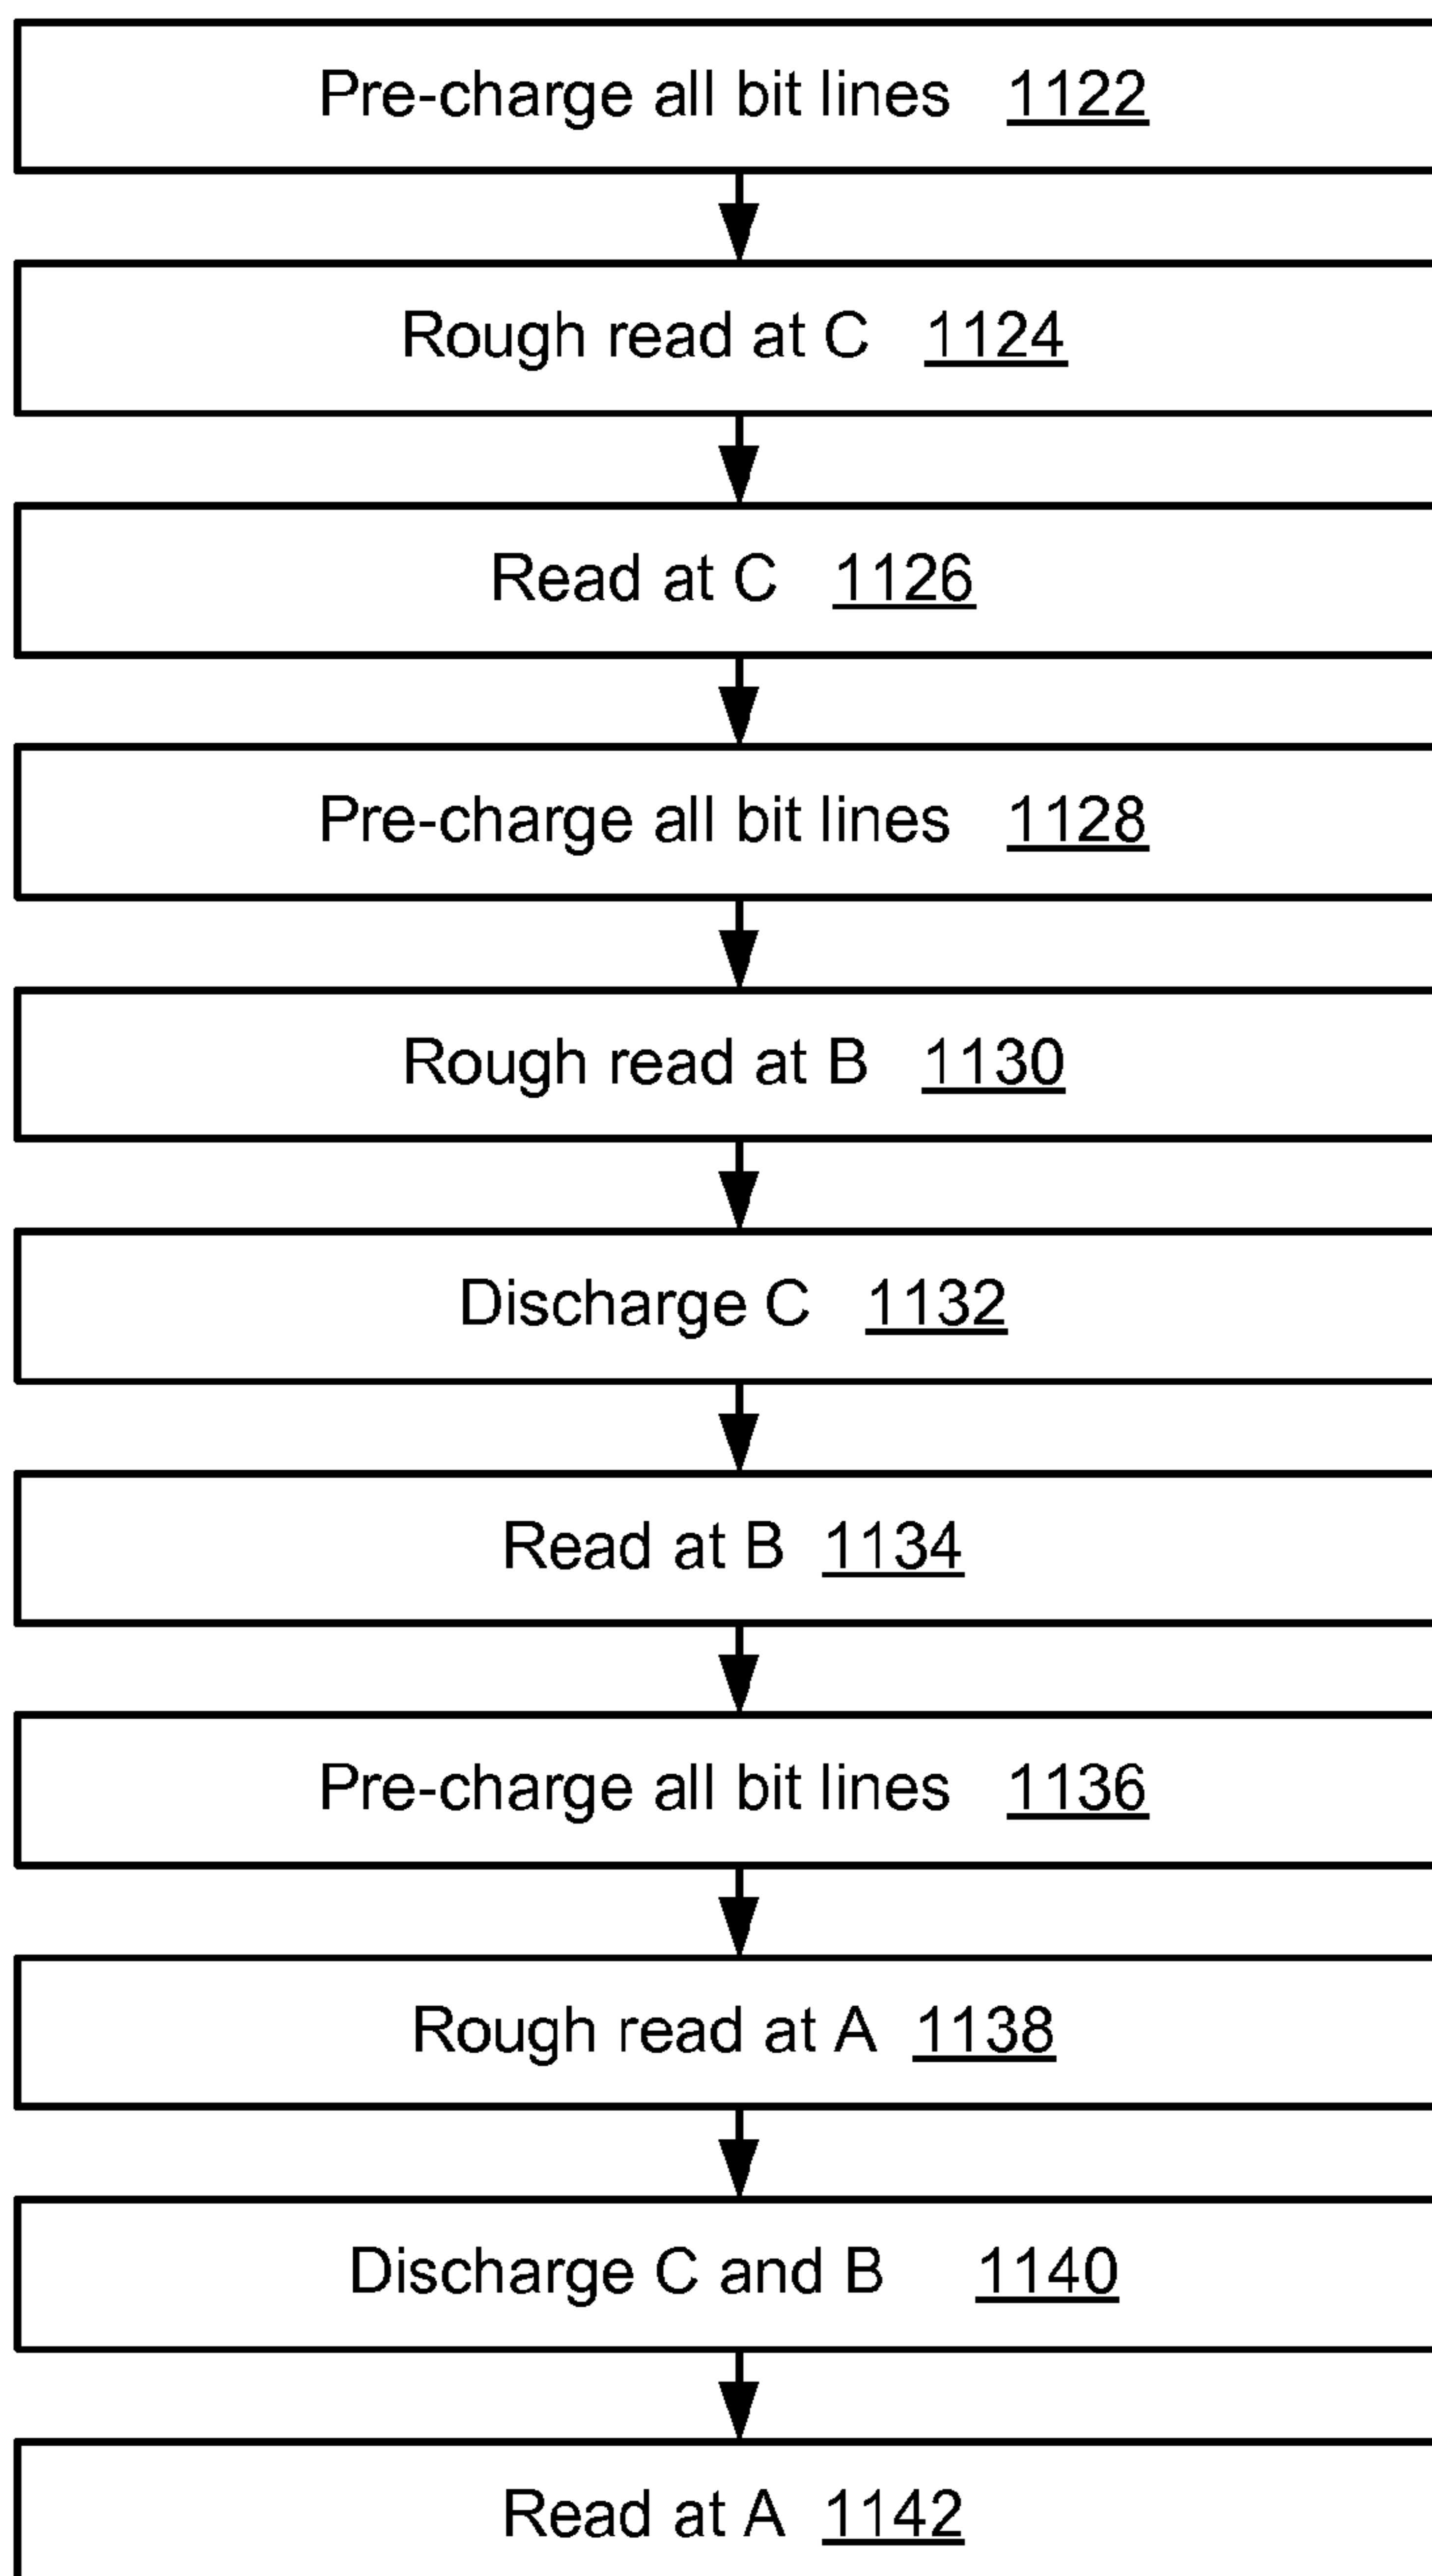 Pre-charge all bit lines 1122
Rough read at C 1124
Read at C 1126
Pre-charge all bit lines 1128
Rough read at B 1130
Discharge C 1132
Read at B 1134
Pre-charge all bit lines 1136
Rough read at A 1138
Discharge C and B 1140
Read at A 1142